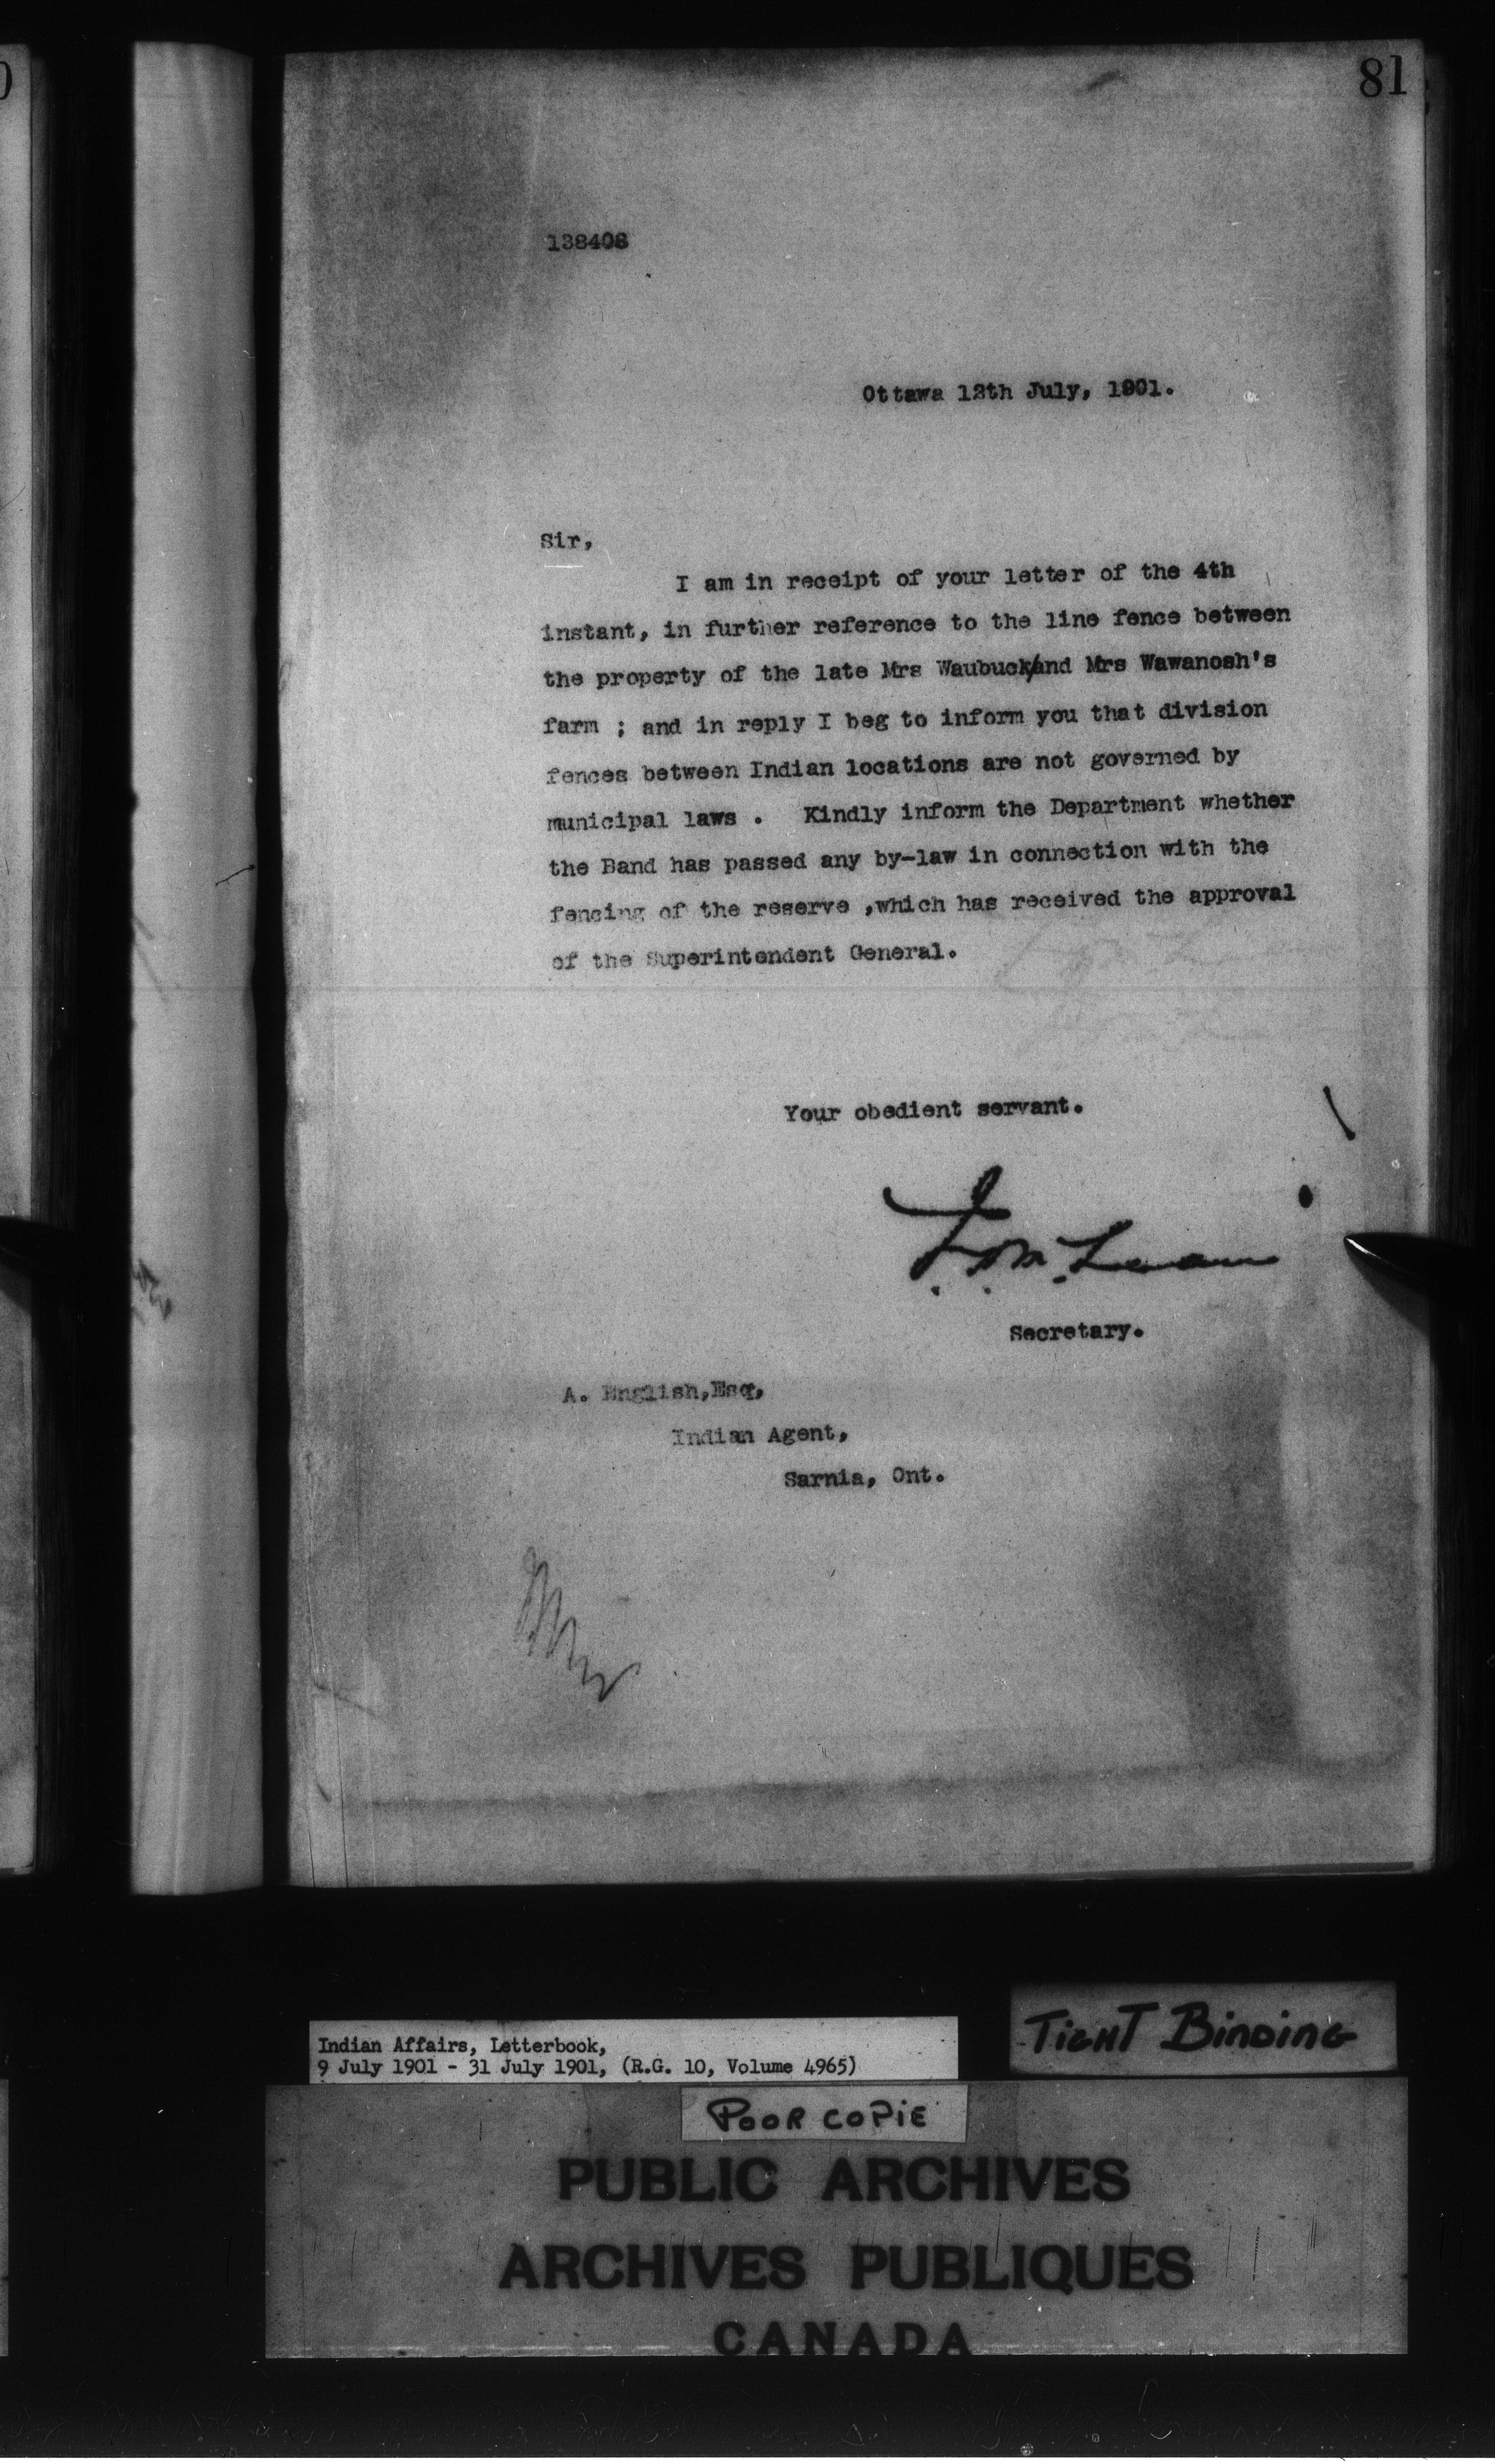 81
138408
Ottawa 12th July, 1901.
Sir,
I am in receipt of your letter of the 4th
instant, in further reference to the line fence between
the property of the late Mrs Waubuck/and Mrs Wawanosh's
farm ; and in reply I beg to inform you that division
fences between Indian locations are not governed by
municipal laws . Kindly inform the Department whether
the Band has passed any by-law in connection with the
fencing of the reserve ,which has received the approval
of the Superintendent General.
Your obedient servant.
Secretary.
A. English,Esq,
Indian Agent,
Sarnia, Ont.
TIGHT BINDING
Indian Affairs, Letterbook,
9 July 1901 - 31 July 1901, (R.G. 10, Volume 4965)
POOR COPIE
PUBLIC ARCHIVES
ARCHIVES PUBLIQUES
CANADA